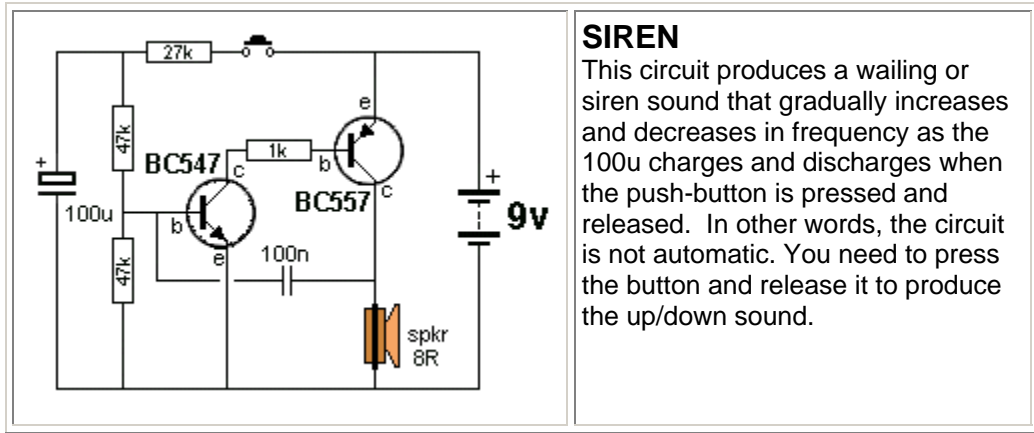 27k
e
47k
1k
BC547
c
b
BC557
c
+
100u
b
e
100n
47k
+
9v
spkr
8R
SIREN
This circuit produces a wailing or
siren sound that gradually increases
and decreases in frequency as the
100u charges and discharges when
the push-button is pressed and
released.  In other words, the circuit
is not automatic. You need to press
the button and release it to produce
the up/down sound.